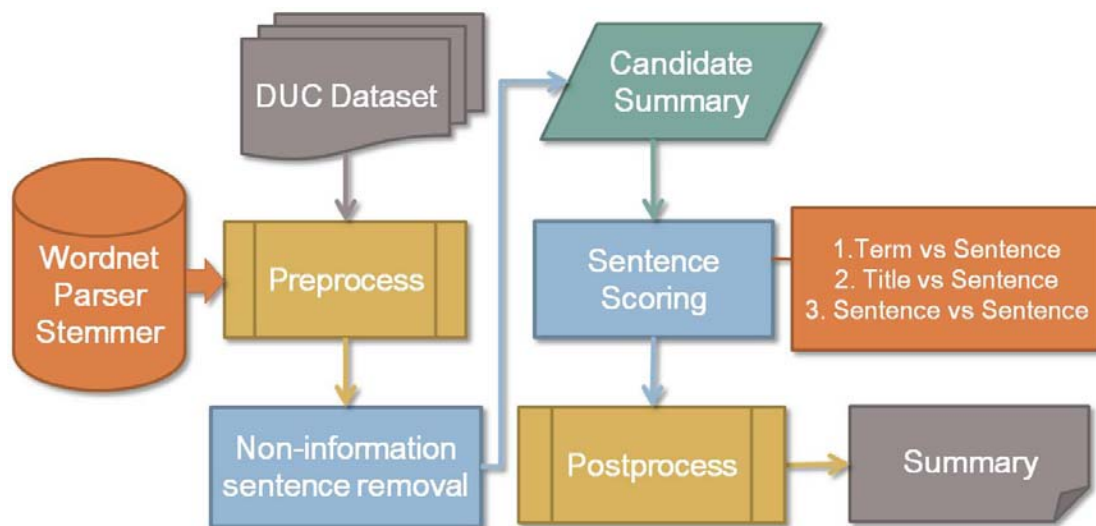 DUC Dataset
Candidate
Summary
Wordnet
Parser
Stemmer
Preprocess
Sentence
Scoring
1.Term vs Sentence
2. Title vs Sentence
3. Sentence vs Sentence
Non-information
sentence removal
Postprocess
Summary